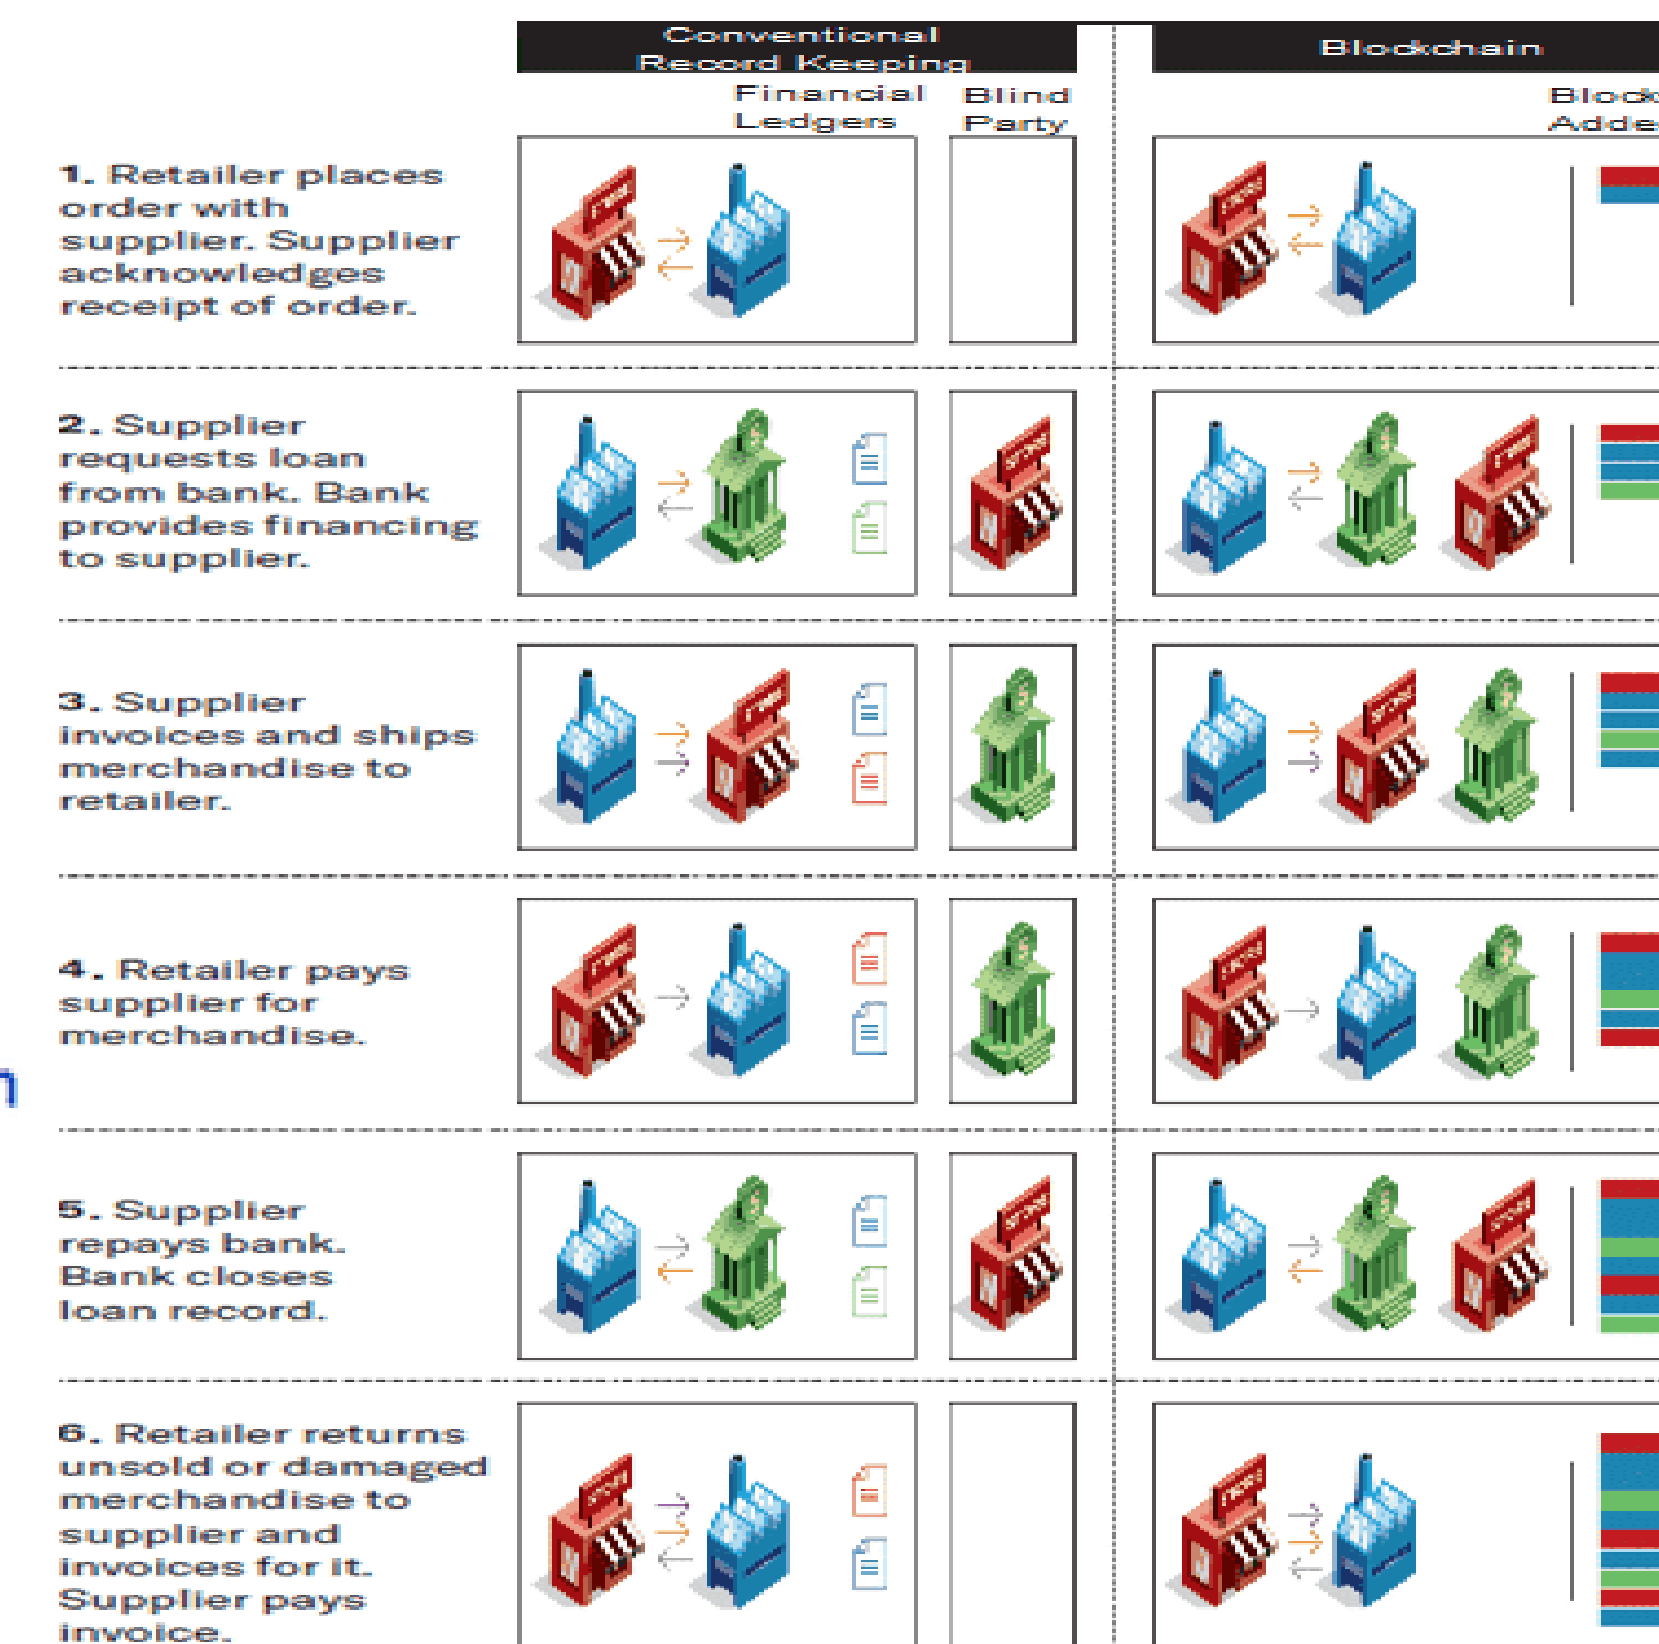 Conventional
Record Keeping
Blockchain
Financial
Ledgers
Blind
Party
Block
Adde
1. Retailer places
order with
supplier. Supplier
acknowledges
receipt of order.
2. Supplier
requests loan
from bank. Bank
provides financing
to supplier.
3. Supplier
invoices and ships
merchandise to
retailer.
4. Retailer pays
supplier for
merchandise.
n
5. Supplier
repays bank.
Bank closes
loan record.
6. Retailer returns
unsold or damaged
merchandise to
supplier and
invoices for it.
Supplier pays
invoice.